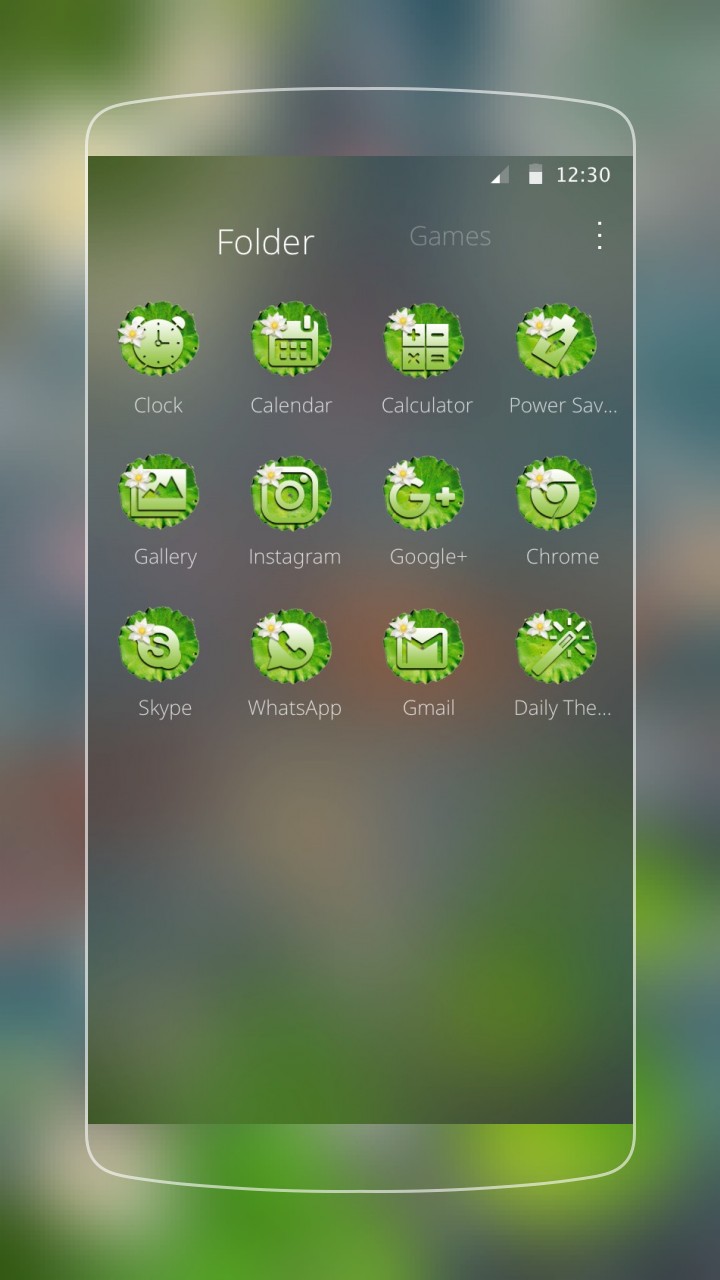 12:30
Folder Games
Clock Calendar Calculator Power Sav...
Gallery Instagram Google+ Chrome
Skype WhatsApp Gmail Daily The...